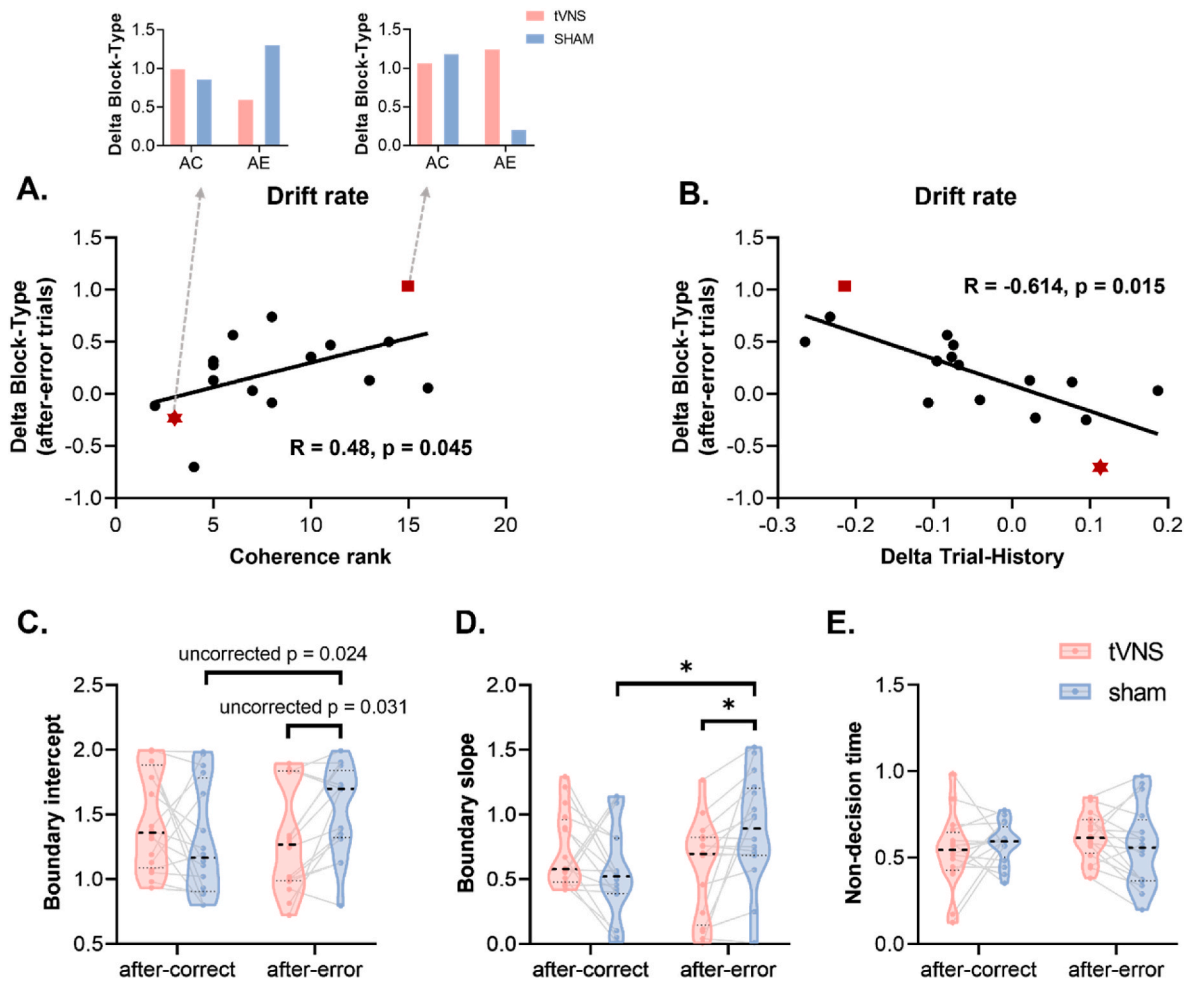 tVNS
SHAM
Delta Block-Type
1.5
1.0
0.5
0.0
AC
AE
Delta Block-Type
1.5
1.0
0.5
0.0
AC
AE
A.
Drift rate
Delta Block-Type
(after-error trials)
1.5
1.0
0.5
0.0
-0.5
-1.0
R = 0.48, p = 0.045
0
5
10
15
20
Coherence rank
B.
Drift rate
Delta Block-Type
(after-error trials)
1.5
1.0
0.5
0.0
-0.5
-1.0
R = -0.614, p = 0.015
-0.3
-0.2
-0.1
0.0
0.1
0.2
Delta Trial-History
C.
uncorrected p = 0.024
uncorrected p = 0.031
Boundary intercept
2.5
2.0
1.5
1.0
0.5
after-correct
after-error
D.
*
*
Boundary slope
2.0
1.5
1.0
0.5
0.0
after-correct
after-error
E.
tVNS
sham
Non-decision time
1.5
1.0
0.5
0.0
after-correct
after-error